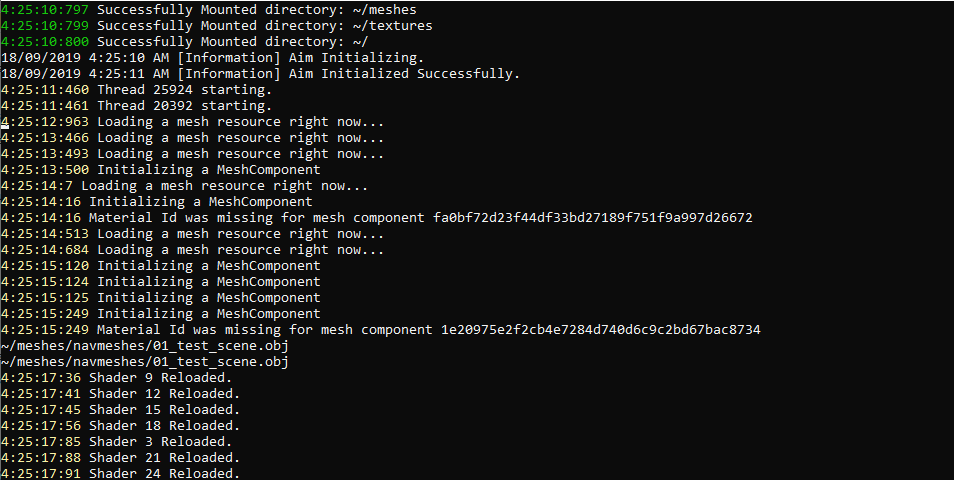 4:25:10:797 Successfully Mounted directory: ~/meshes
4:25:10:799 Successfully Mounted directory: ~/textures
4:25:10:800 Successfully Mounted directory: ~/
18/09/2019 4:25:10 AM [Information] Aim Initializing.
18/09/2019 4:25:11 AM [Information] Aim Initialized Successfully.
4:25:11:460 Thread 25924 starting.
4:25:11:461 Thread 20392 starting.
4:25:12:963 Loading a mesh resource right now...
4:25:13:466 Loading a mesh resource right now...
4:25:13:493 Loading a mesh resource right now...
4:25:13:500 Initializing a MeshComponent
4:25:14:7 Loading a mesh resource right now...
4:25:14:16 Initializing a MeshComponent
4:25:14:16 Material Id was missing for mesh component fa0bf72d23f44df33bd27189f751f9a997d26672
4:25:14:513 Loading a mesh resource right now...
4:25:14:684 Loading a mesh resource right now...
4:25:15:120 Initializing a MeshComponent
4:25:15:124 Initializing a MeshComponent
4:25:15:125 Initializing a MeshComponent
4:25:15:249 Initializing a MeshComponent
4:25:15:249 Material Id was missing for mesh component 1e20975e2f2cb4e7284d740d6c9c2bd67bac8734
~/meshes/navmeshes/01_test_scene.obj
~/meshes/navmeshes/01_test_scene.obj
4:25:17:36 Shader 9 Reloaded.
4:25:17:41 Shader 12 Reloaded.
4:25:17:45 Shader 15 Reloaded.
4:25:17:56 Shader 18 Reloaded.
4:25:17:85 Shader 3 Reloaded.
4:25:17:88 Shader 21 Reloaded.
4:25:17:91 Shader 24 Reloaded.